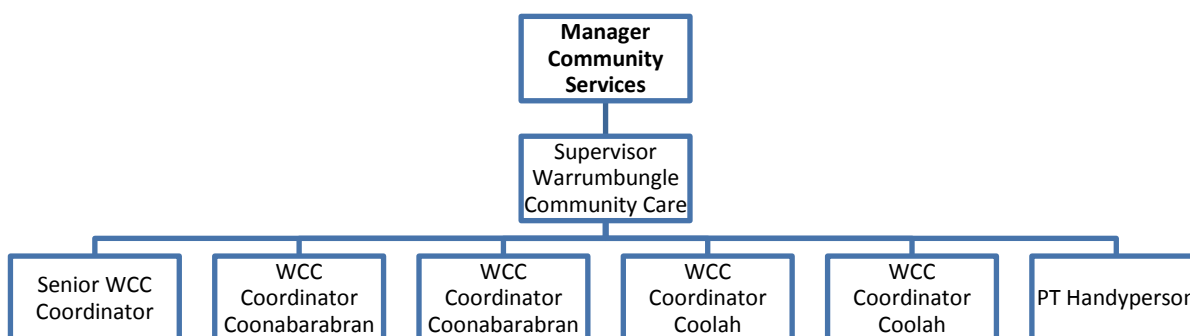 Manager
Community
Services
Supervisor
Warrumbungle
Community Care
Senior WCC
Coordinator
WCC
Coordinator
Coonabarabran
WCC
Coordinator
Coonabarabran
WCC
Coordinator
Coolah
WCC
Coordinator
Coolah
PT Handyperson